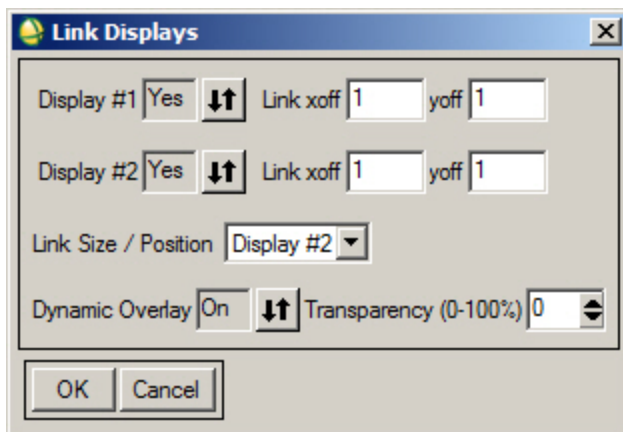 Link Displays
Display #1 Yes Link xoff 1 yoff 1
Display #2 Yes Link xoff 1 yoff 1
Link Size / Position Display #2
Dynamic Overlay On Transparency (0-100%) 0
OK Cancel